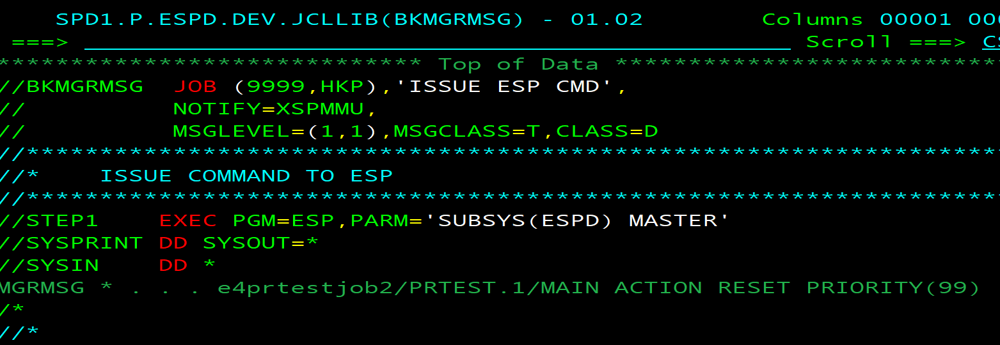 SPD1.P.ESPD.DEV.JCLLIB(BKMGRMSG) - 01.02 Columns 00001 00
===> Scroll ===>
***************************** Top of Data ***************************
//BKMGRMSG  JOB (9999,HKP),'ISSUE ESP CMD',
//          NOTIFY=XSPMMU,
//          MSGLEVEL=(1,1),MSGCLASS=T,CLASS=D
//*******************************************************************
//*    ISSUE COMMAND TO ESP
//*******************************************************************
//STEP1    EXEC PGM=ESP,PARM='SUBSYS(ESPD) MASTER'
//SYSPRINT DD SYSOUT=*
//SYSIN    DD *
MGRMSG * . . . e4prtestjob2/PRTEST.1/MAIN ACTION RESET PRIORITY(99)
/*
//*